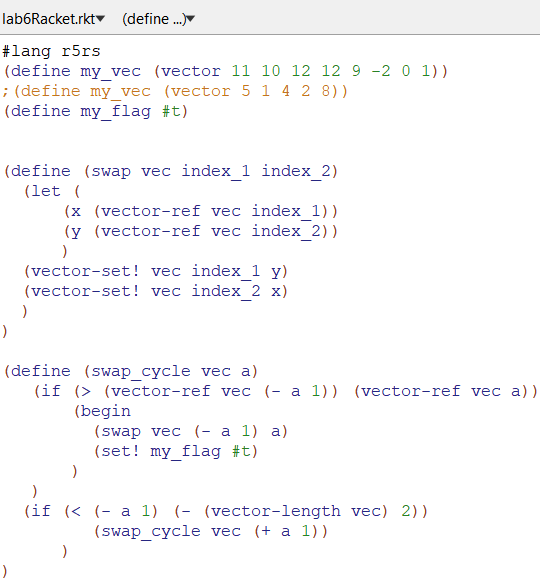 lab6Racket.rkt▾ (define ...)▾
#lang r5rs
(define my_vec (vector 11 10 12 12 9 -2 0 1))
;(define my_vec (vector 5 1 4 2 8))
(define my_flag #t)
(define (swap vec index_1 index_2)
(let (
(x (vector-ref vec index_1))
(y (vector-ref vec index_2))
)
(vector-set! vec index_1 y)
(vector-set! vec index_2 x)
)
)
(define (swap_cycle vec a)
(if (> (vector-ref vec (- a 1)) (vector-ref vec a))
(begin
(swap vec (- a 1) a)
(set! my_flag #t)
)
)
(if (< (- a 1) (- (vector-length vec) 2))
(swap_cycle vec (+ a 1))
)
)